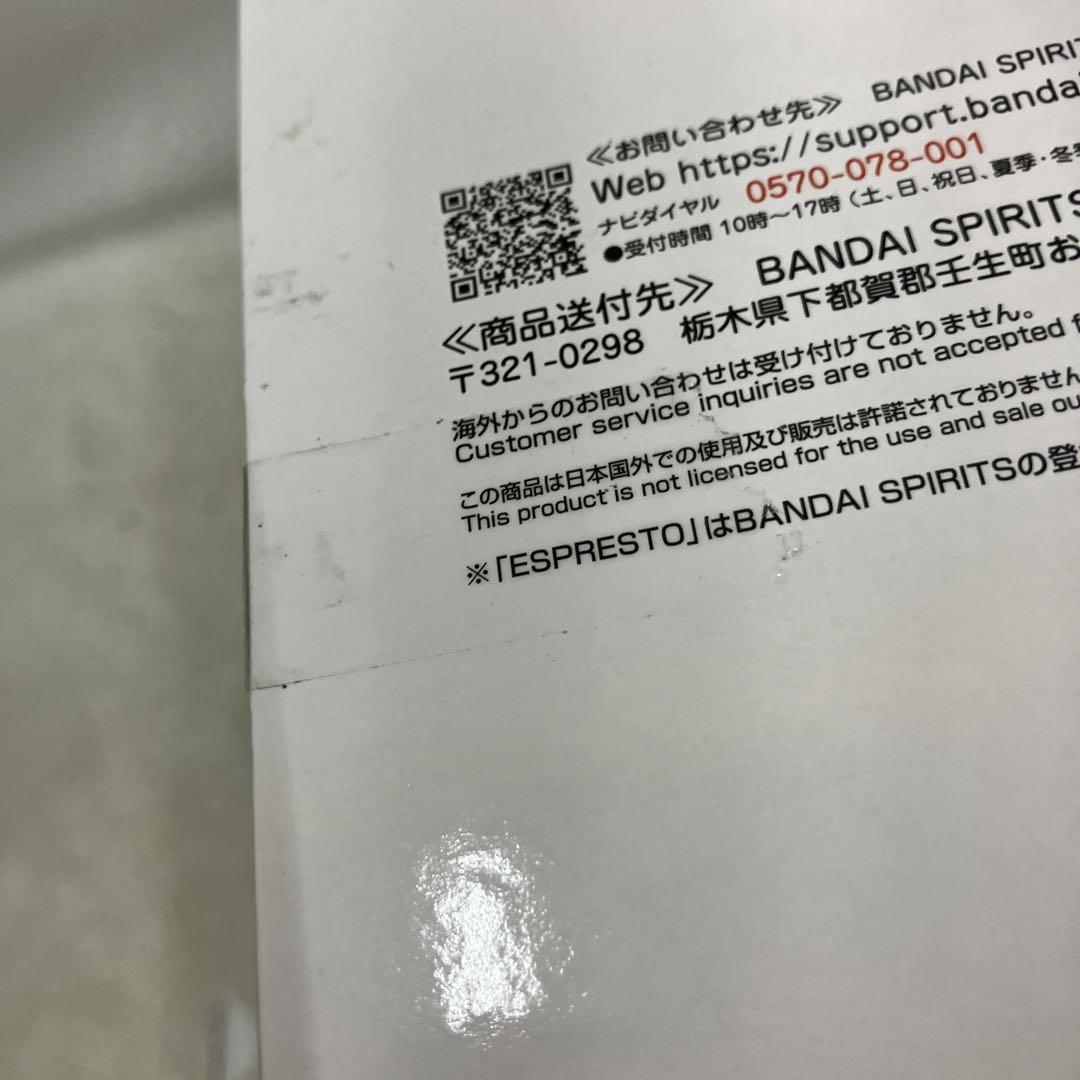 ≪お問い合わせ先≫ BANDAI SPIRIT
Web https://support.banda
ナビダイヤル 0570-078-001
●受付時間 10時～17時（土、日、祝日、夏季・冬季
≪商品送付先≫ BANDAI SPIRITS
〒321-0298 栃木県下都賀郡壬生町お
海外からのお問い合わせは受け付けておりません。
Customer service inquiries are not accepted f
この商品は日本国外での使用及び販売は許諾されておりません
This product is not licensed for the use and sale ou
※「ESPRESTO」はBANDAI SPIRITSの登